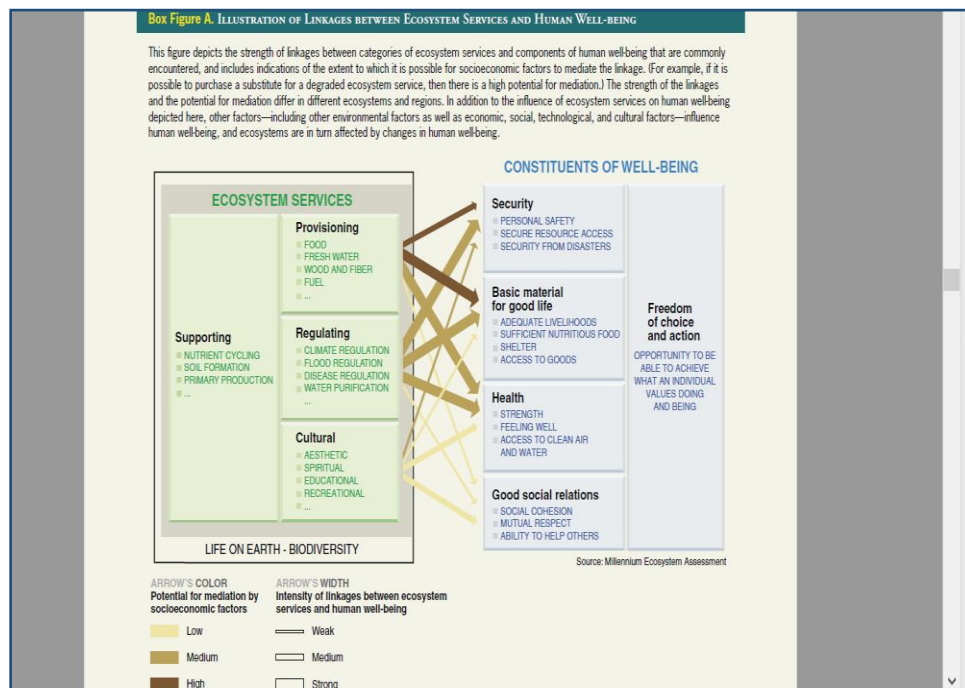 Box Figure A. ILLUSTRATION OF LINKAGES BETWEEN ECOSYSTEM SERVICES AND HUMAN WELL-BEING
This figure depicts the strength of linkages between categories of ecosystem services and components of human well-being that are commonly
encountered, and includes indications of the extent to which it is possible for socioeconomic factors to mediate the linkage. (For example, if it is
possible to purchase a substitute for a degraded ecosystem service, then there is a high potential for mediation.) The strength of the linkages
and the potential for mediation differ in different ecosystems and regions. In addition to the influence of ecosystem services on human well-being
depicted here, other factors—including other environmental factors as well as economic, social, technological, and cultural factors—influence
human well-being, and ecosystems are in turn affected by changes in human well-being.
CONSTITUENTS OF WELL-BEING
ECOSYSTEM SERVICES
Supporting
NUTRIENT CYCLING
SOIL FORMATION
PRIMARY PRODUCTION
...
Provisioning
FOOD
FRESH WATER
WOOD AND FIBER
FUEL
...
Regulating
CLIMATE REGULATION
FLOOD REGULATION
DISEASE REGULATION
WATER PURIFICATION
...
Cultural
AESTHETIC
SPIRITUAL
EDUCATIONAL
RECREATIONAL
...
LIFE ON EARTH - BIODIVERSITY
Security
PERSONAL SAFETY
SECURE RESOURCE ACCESS
SECURITY FROM DISASTERS
Basic material
for good life
ADEQUATE LIVELIHOODS
SUFFICIENT NUTRITIOUS FOOD
SHELTER
ACCESS TO GOODS
Health
STRENGTH
FEELING WELL
ACCESS TO CLEAN AIR
AND WATER
Good social relations
SOCIAL COHESION
MUTUAL RESPECT
ABILITY TO HELP OTHERS
Freedom
of choice
and action
OPPORTUNITY TO BE
ABLE TO ACHIEVE
WHAT AN INDIVIDUAL
VALUES DOING
AND BEING
Source: Millennium Ecosystem Assessment
ARROW'S COLOR
Potential for mediation by
socioeconomic factors
Low
Medium
High
ARROW'S WIDTH
Intensity of linkages between ecosystem
services and human well-being
Weak
Medium
Strong